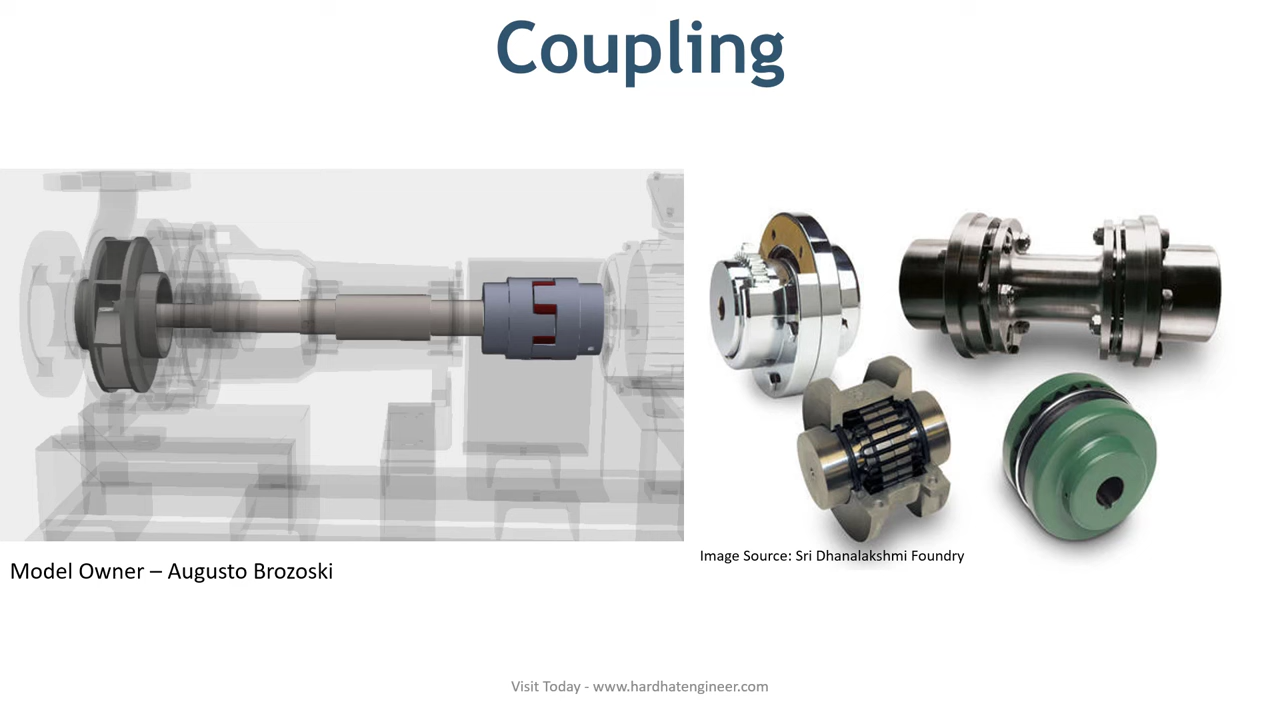 Coupling
Model Owner – Augusto Brozoski
Image Source: Sri Dhanalakshmi Foundry
Visit Today - www.hardhatengineer.com